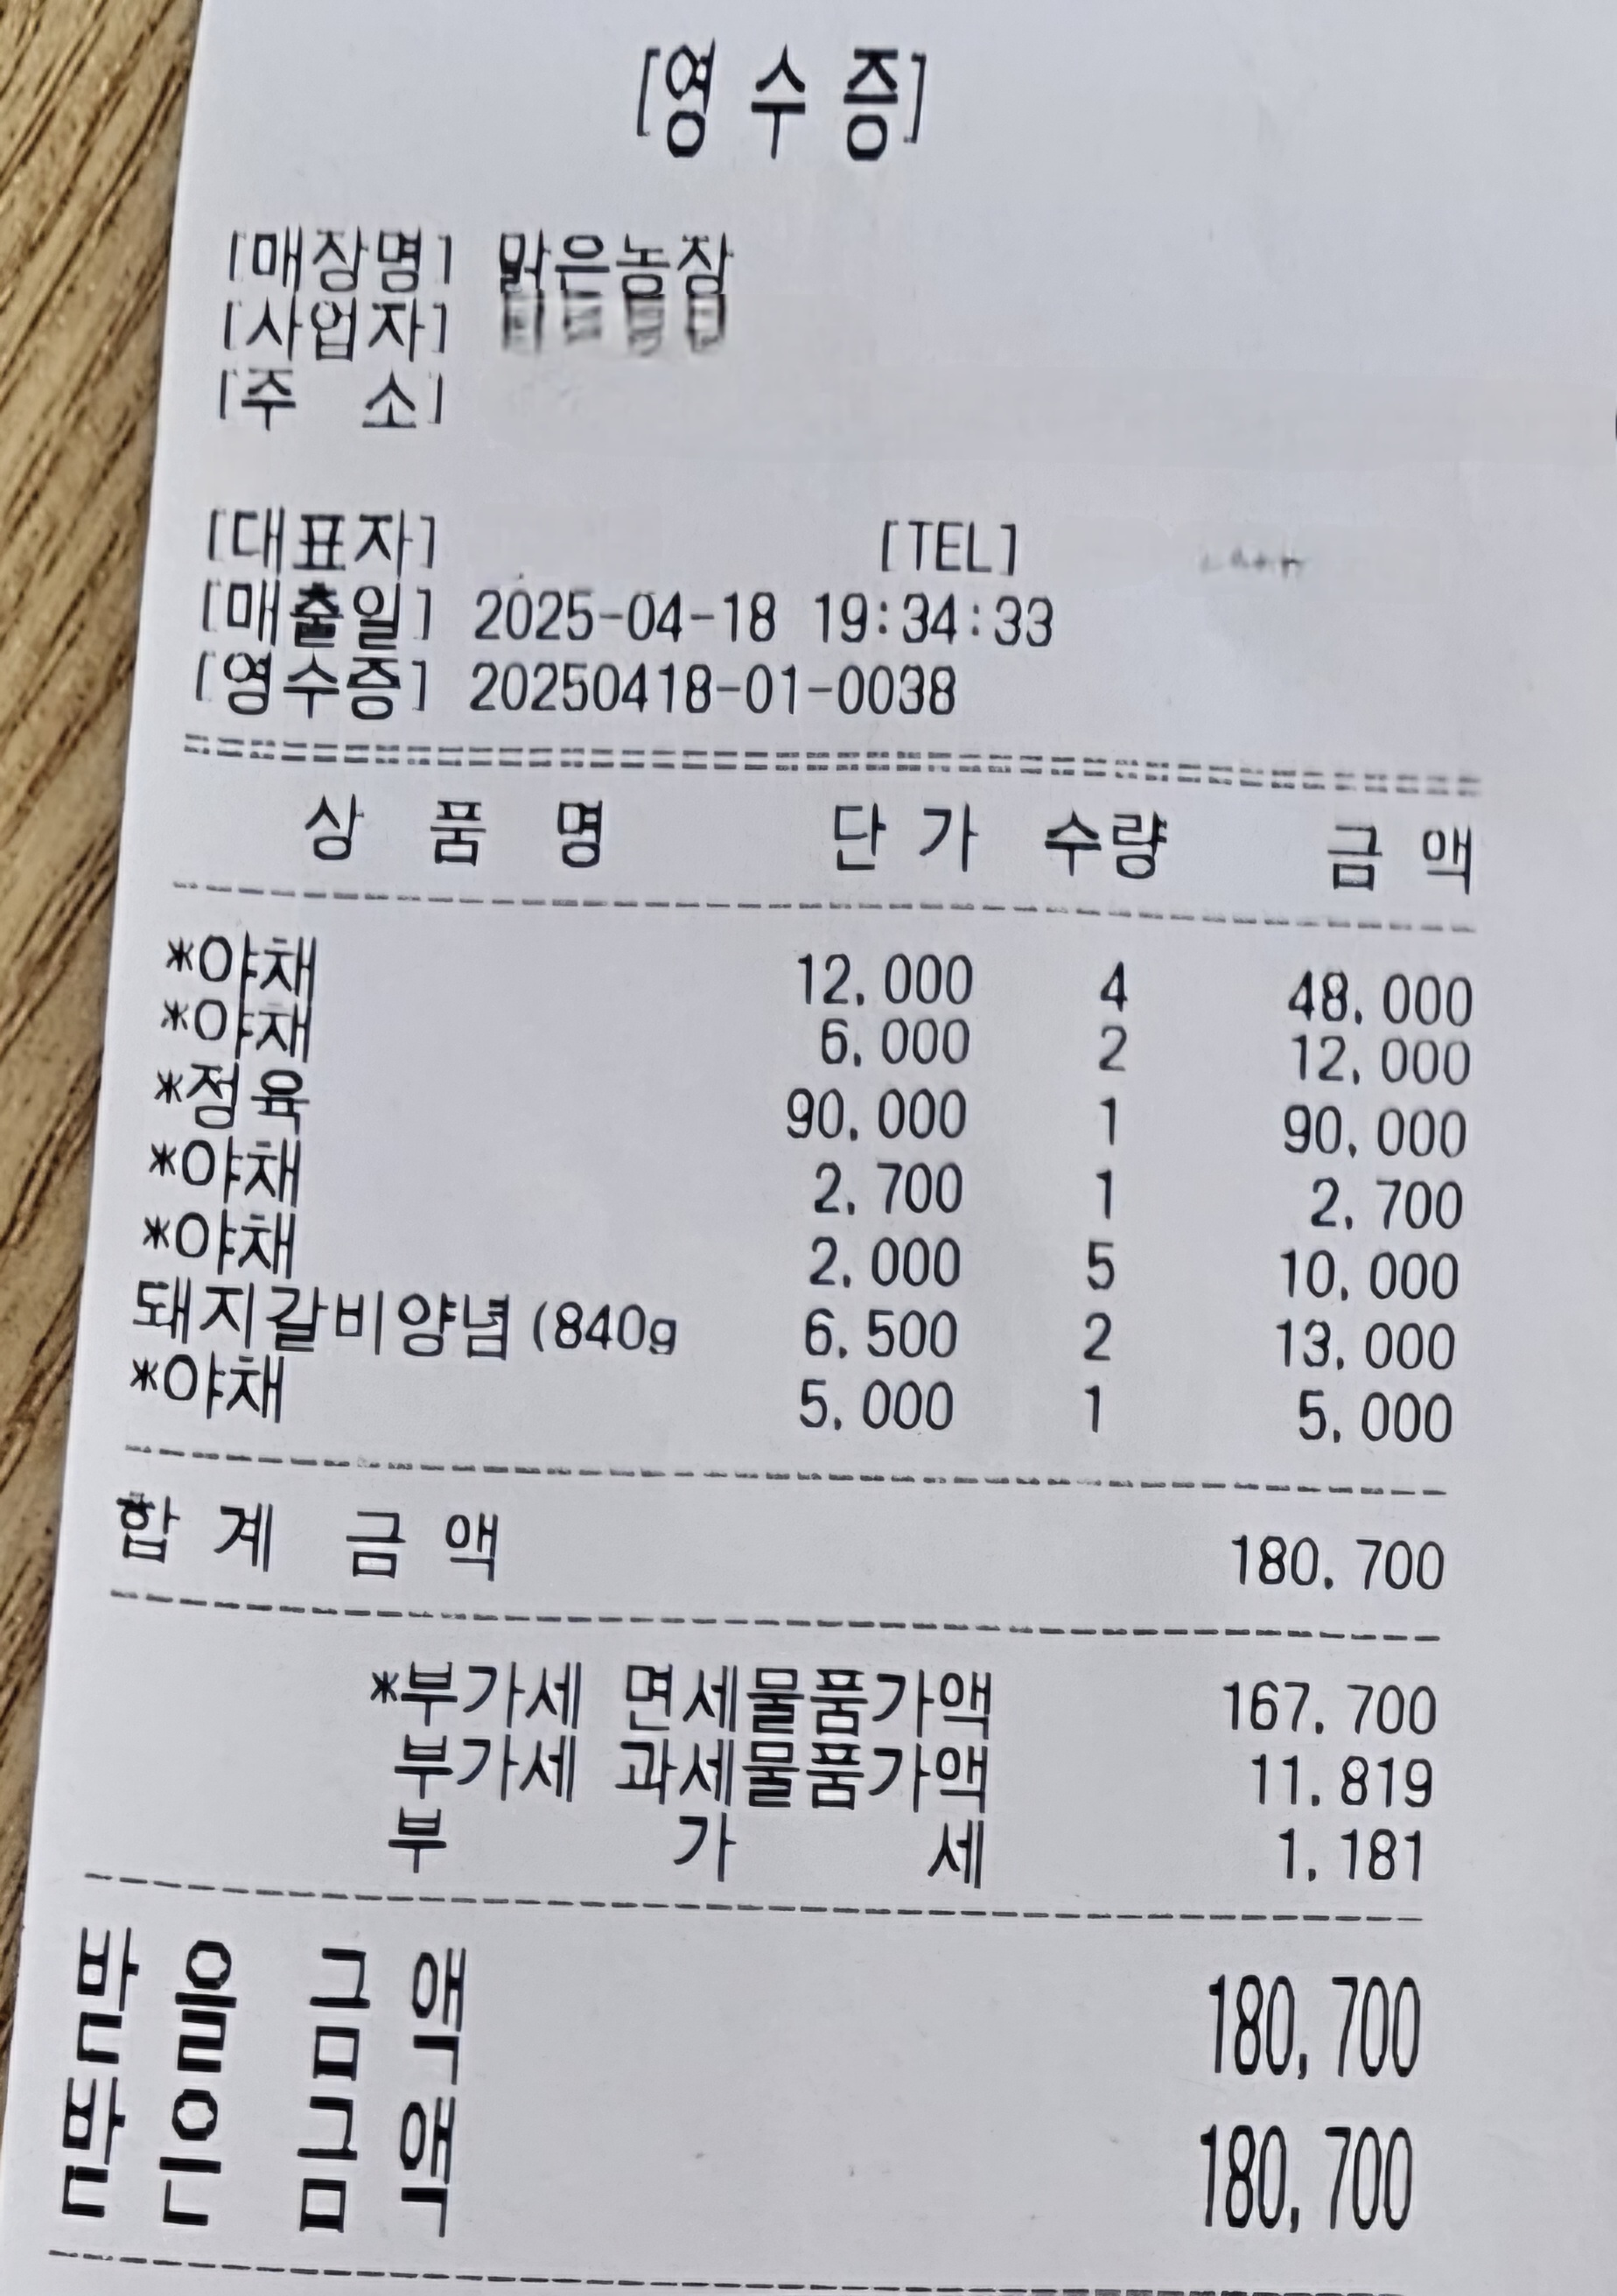 [영 수 증]
[매장명] 맑은농장
[사업자]
[주 소]
[대표자] [TEL]
[매출일] 2025-04-18 19:34:33
[영수증] 20250418-01-0038
상 품 명 단 가 수량 금 액
*야채 12,000 4 48,000
*야채 6,000 2 12,000
*정육 90,000 1 90,000
*야채 2,700 1 2,700
*야채 2,000 5 10,000
돼지갈비양념(840g 6,500 2 13,000
*야채 5,000 1 5,000
합 계 금 액 180,700
*부가세 면세물품가액 167,700
부가세 과세물품가액 11,819
부 가 세 1,181
받 을 금 액 180,700
받 은 금 액 180,700